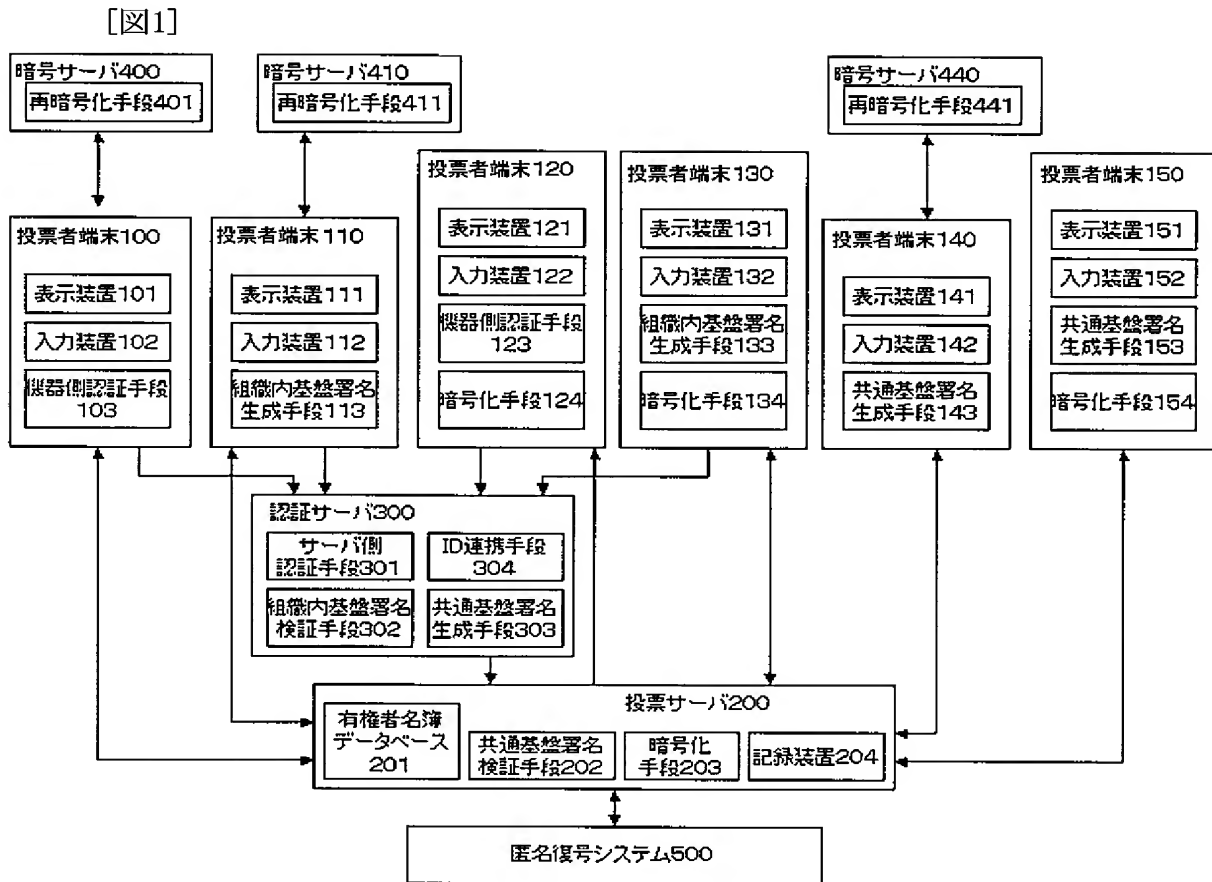 [図1]
暗号サーバ400
再暗号化手段401
暗号サーバ410
再暗号化手段411
暗号サーバ440
再暗号化手段441
投票者端末100
表示装置101
入力装置102
機器側認証手段
103
投票者端末110
表示装置111
入力装置112
組織内基盤署名
生成手段113
投票者端末120
表示装置121
入力装置122
機器側認証手段
123
暗号化手段124
投票者端末130
表示装置131
入力装置132
組織内基盤署名
生成手段133
暗号化手段134
投票者端末140
表示装置141
入力装置142
共通基盤署名
生成手段143
投票者端末150
表示装置151
入力装置152
共通基盤署名
生成手段153
暗号化手段154
認証サーバ300
サーバ側
認証手段301
ID連携手段
304
組織内基盤署名
検証手段302
共通基盤署名
生成手段303
投票サーバ200
有権者名簿
データベース
201
共通基盤署名
検証手段202
暗号化
手段203
記録装置204
匿名復号システム500